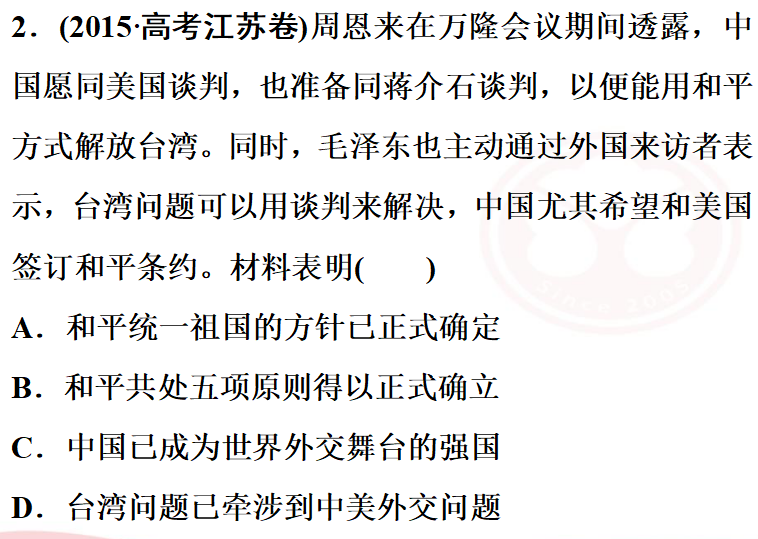 2．(2015·高考江苏卷)周恩来在万隆会议期间透露，中
国愿同美国谈判，也准备同蒋介石谈判，以便能用和平
方式解放台湾。同时，毛泽东也主动通过外国来访者表
示，台湾问题可以用谈判来解决，中国尤其希望和美国
签订和平条约。材料表明(　　)
A．和平统一祖国的方针已正式确定
B．和平共处五项原则得以正式确立
C．中国已成为世界外交舞台的强国
D．台湾问题已牵涉到中美外交问题
Since 2005